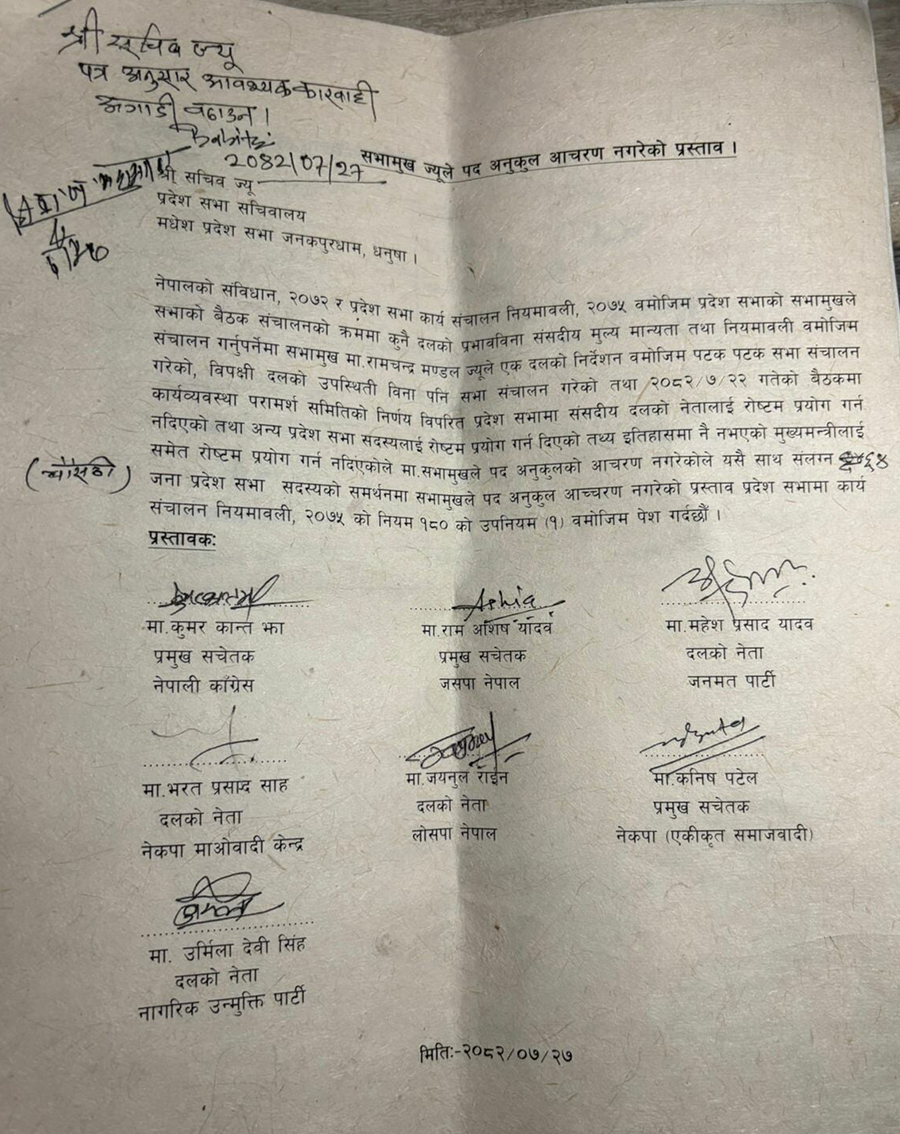 श्री सचिव ज्यू
पत्र अनुसार आवश्यक कारवाही
अगाडी बढाउन ।
2082/07/27
सभामुख ज्यूले पद अनुकुल आचरण नगरेको प्रस्ताव ।
श्री सचिव ज्यू
प्रदेश सभा सचिवालय
मधेश प्रदेश सभा जनकपुरधाम, धनुषा ।
नेपालको संविधान, २०७२ र प्रदेश सभा कार्य संचालन नियमावली, २०७५ वमोजिम प्रदेश सभाको सभामुखले
सभाको बैठक संचालनको क्रममा कुनै दलको प्रभावविना संसदीय मुल्य मान्यता तथा नियमावली वमोजिम
संचालन गर्नुपर्नेमा सभामुख मा.रामचन्द्र मण्डल ज्यूले एक दलको निर्देशन वमोजिम पटक पटक सभा संचालन
गरेको, विपक्षी दलको उपस्थिती विना पनि सभा संचालन गरेको तथा २०८२/७/२२ गतेको बैठकमा
कार्यव्यवस्था परामर्श समितिको निर्णय विपरित प्रदेश सभामा संसदीय दलको नेतालाई रोष्टम प्रयोग गर्न
नदिएको तथा अन्य प्रदेश सभा सदस्यलाई रोष्टम प्रयोग गर्न दिएको तथ्य इतिहासमा नै नभएको मुख्यमन्त्रीलाई
समेत रोष्टम प्रयोग गर्न नदिएकोले मा.सभामुखले पद अनुकुलको आचरण नगरेकोले यसै साथ संलग्न ६४
(चौसठ्ठी)
जना प्रदेश सभा सदस्यको समर्थनमा सभामुखले पद अनुकुल आच्चरण नगरेको प्रस्ताव प्रदेश सभामा कार्य
संचालन नियमावली, २०७५ को नियम १८० को उपनियम (१) वमोजिम पेश गर्दछौं ।
प्रस्तावक:
मा.कुमर कान्त झा
प्रमुख सचेतक
नेपाली काँग्रेस
Ashis
मा.राम अशिष यादव
प्रमुख सचेतक
जसपा नेपाल
मा.महेश प्रसाद यादव
दलको नेता
जनमत पार्टी
मा.भरत प्रसाद साह
दलको नेता
नेकपा माओवादी केन्द्र
मा.जयनुल राईन
दलको नेता
लोसपा नेपाल
मा.कनिष पटेल
प्रमुख सचेतक
नेकपा (एकीकृत समाजवादी)
मा. उर्मिला देवी सिंह
दलको नेता
नागरिक उन्मुक्ति पार्टी
मिति:-२०८२/०७/२७